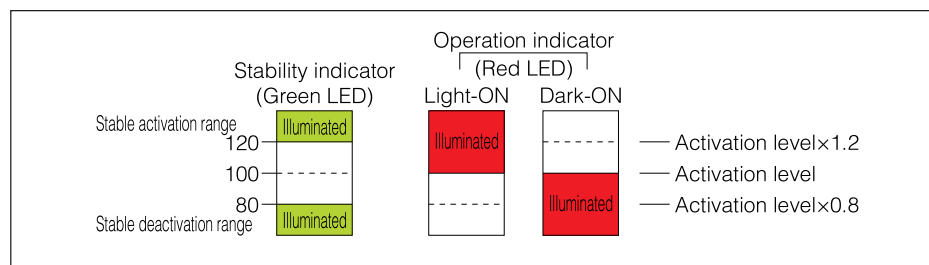 Operation indicator
(Red LED)
Stability indicator
(Green LED)
Light-ON
Dark-ON
Stable activation range
Illuminated
120
100
80
Stable deactivation range
Illuminated
Illuminated
Illuminated
Activation level×1.2
Activation level
Activation level×0.8